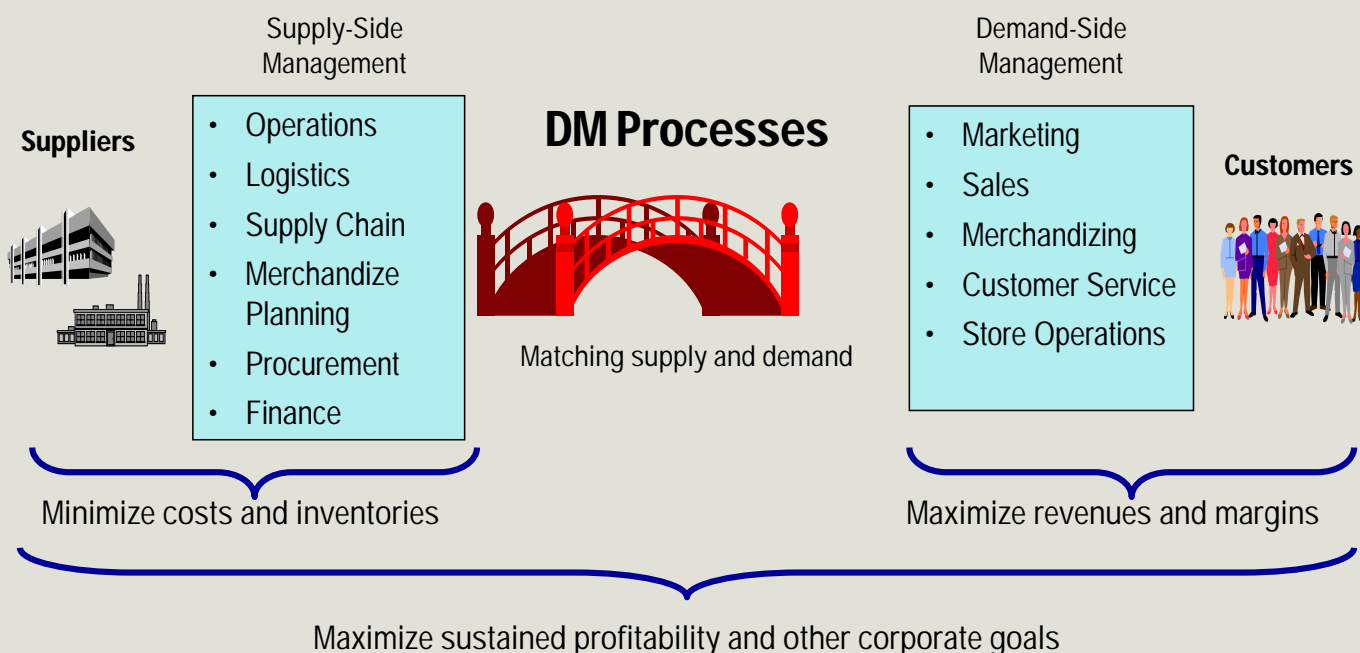 Supply-Side
Management
Demand-Side
Management
Suppliers
• Operations
• Logistics
• Supply Chain
• Merchandize
Planning
• Procurement
• Finance
DM Processes
Matching supply and demand
• Marketing
• Sales
• Merchandizing
• Customer Service
• Store Operations
Customers
Minimize costs and inventories
Maximize revenues and margins
Maximize sustained profitability and other corporate goals